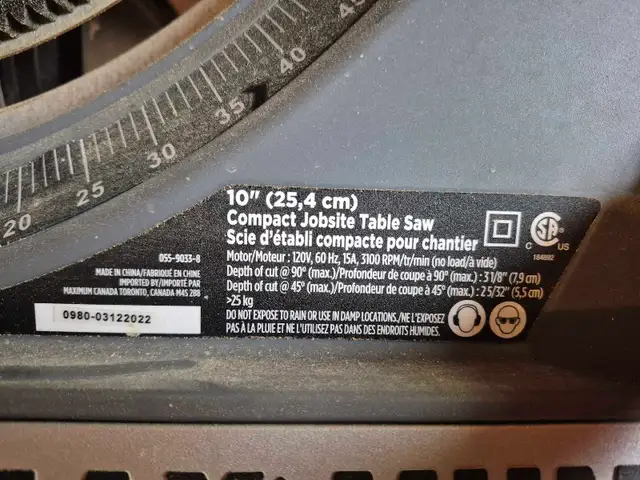 45
40
35
30
25
20
10" (25,4 cm)
Compact Jobsite Table Saw
Scie d'établi compacte pour chantier
Motor/Moteur : 120V, 60 Hz, 15A, 3100 RPM/tr/min (no load/à vide)
Depth of cut @ 90° (max.)/Profondeur de coupe à 90° (max.) : 3 1/8" (7,9 cm)
Depth of cut @ 45° (max.)/Profondeur de coupe à 45° (max.) : 2 5/32" (5,5 cm)
>25 kg
DO NOT EXPOSE TO RAIN OR USE IN DAMP LOCATIONS./NE L'EXPOSEZ
PAS À LA PLUIE ET NE L'UTILISEZ PAS DANS DES ENDROITS HUMIDES.
C SA US
184892
055-9033-8
MADE IN CHINA/FABRIQUÉ EN CHINE
IMPORTED BY/IMPORTÉ PAR
MAXIMUM CANADA TORONTO, CANADA M4S 2B8
0980-03122022